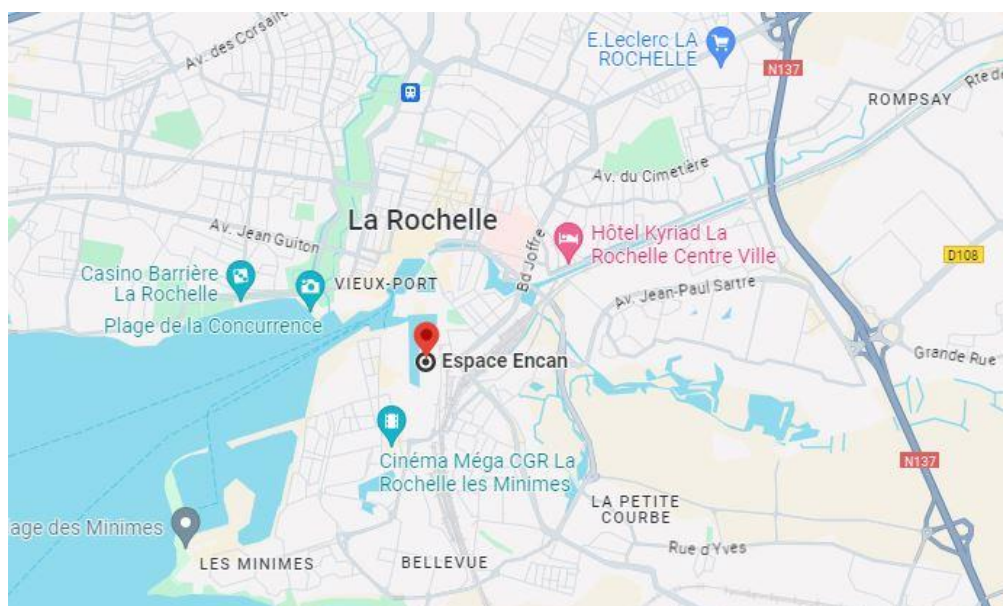 Av. des Corsaire
E.Leclerc LA
ROCHELLE
N137
Rte de
ROMPSAY
Av. du Cimetière
La Rochelle
Av. Jean Guiton
Bd Joffre
Hôtel Kyriad La
Rochelle Centre Ville
D108
Casino Barrière
La Rochelle
VIEUX-PORT
Av. Jean-Paul Sartre
Plage de la Concurrence
Espace Encan
Grande Rue
Cinéma Méga CGR La
Rochelle les Minimes
N137
LA PETITE
COURBE
age des Minimes
Rue d'Yves
LES MINIMES
BELLEVUE